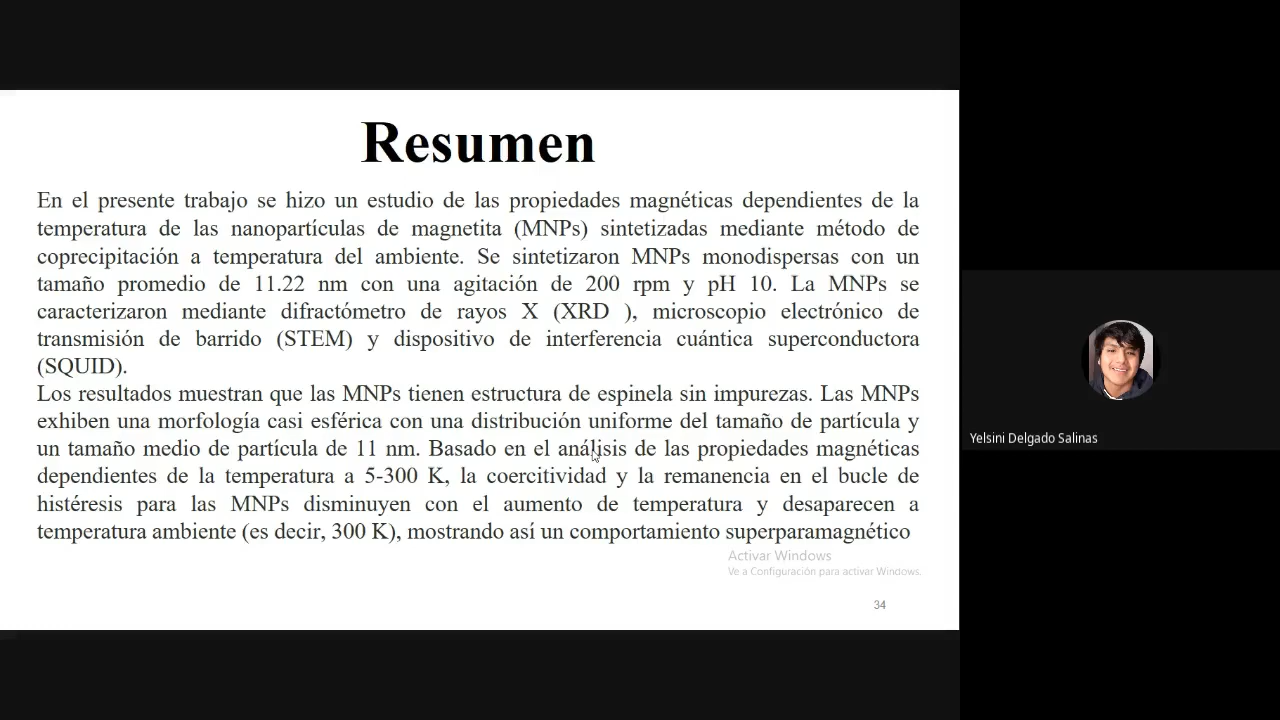 Resumen
En el presente trabajo se hizo un estudio de las propiedades magnéticas dependientes de la
temperatura de las nanopartículas de magnetita (MNPs) sintetizadas mediante método de
coprecipitación a temperatura del ambiente. Se sintetizaron MNPs monodispersas con un
tamaño promedio de 11.22 nm con una agitación de 200 rpm y pH 10. La MNPs se
caracterizaron mediante difractómetro de rayos X (XRD ), microscopio electrónico de
transmisión de barrido (STEM) y dispositivo de interferencia cuántica superconductora
(SQUID).
Los resultados muestran que las MNPs tienen estructura de espinela sin impurezas. Las MNPs
exhiben una morfología casi esférica con una distribución uniforme del tamaño de partícula y
un tamaño medio de partícula de 11 nm. Basado en el análisis de las propiedades magnéticas
dependientes de la temperatura a 5-300 K, la coercitividad y la remanencia en el bucle de
histéresis para las MNPs disminuyen con el aumento de temperatura y desaparecen a
temperatura ambiente (es decir, 300 K), mostrando así un comportamiento superparamagnético
Activar Windows
Ve a Configuración para activar Windows.
34
Yelsini Delgado Salinas